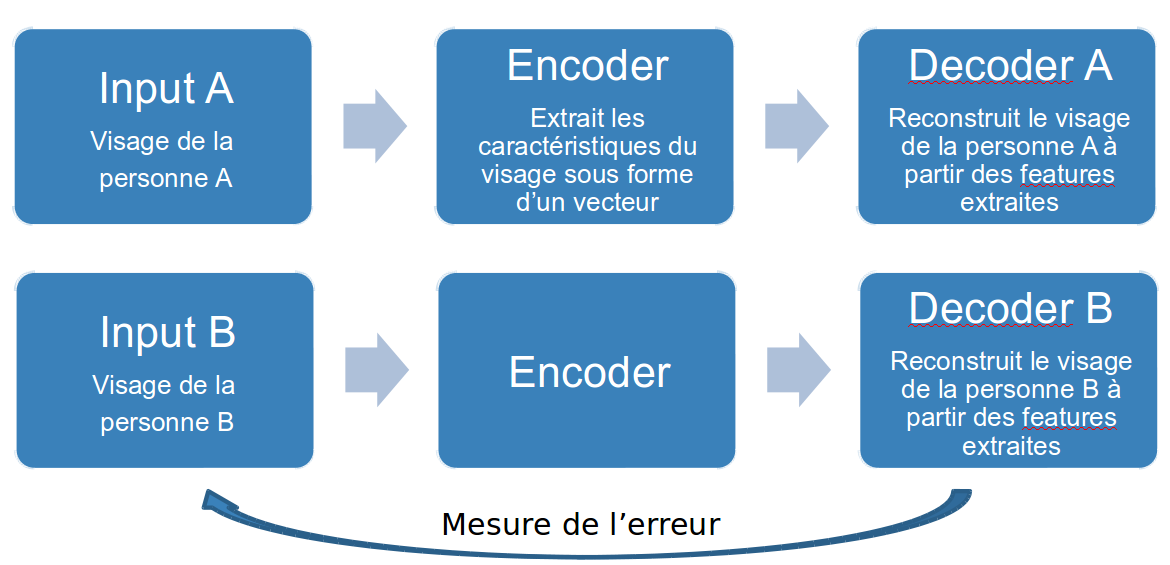 Input A
Visage de la
personne A
Encoder
Extrait les
caractéristiques du
visage sous forme
d’un vecteur
Decoder A
Reconstruit le visage
de la personne A à
partir des features
extraites
Input B
Visage de la
personne B
Encoder
Decoder B
Reconstruit le visage
de la personne B à
partir des features
extraites
Mesure de l’erreur